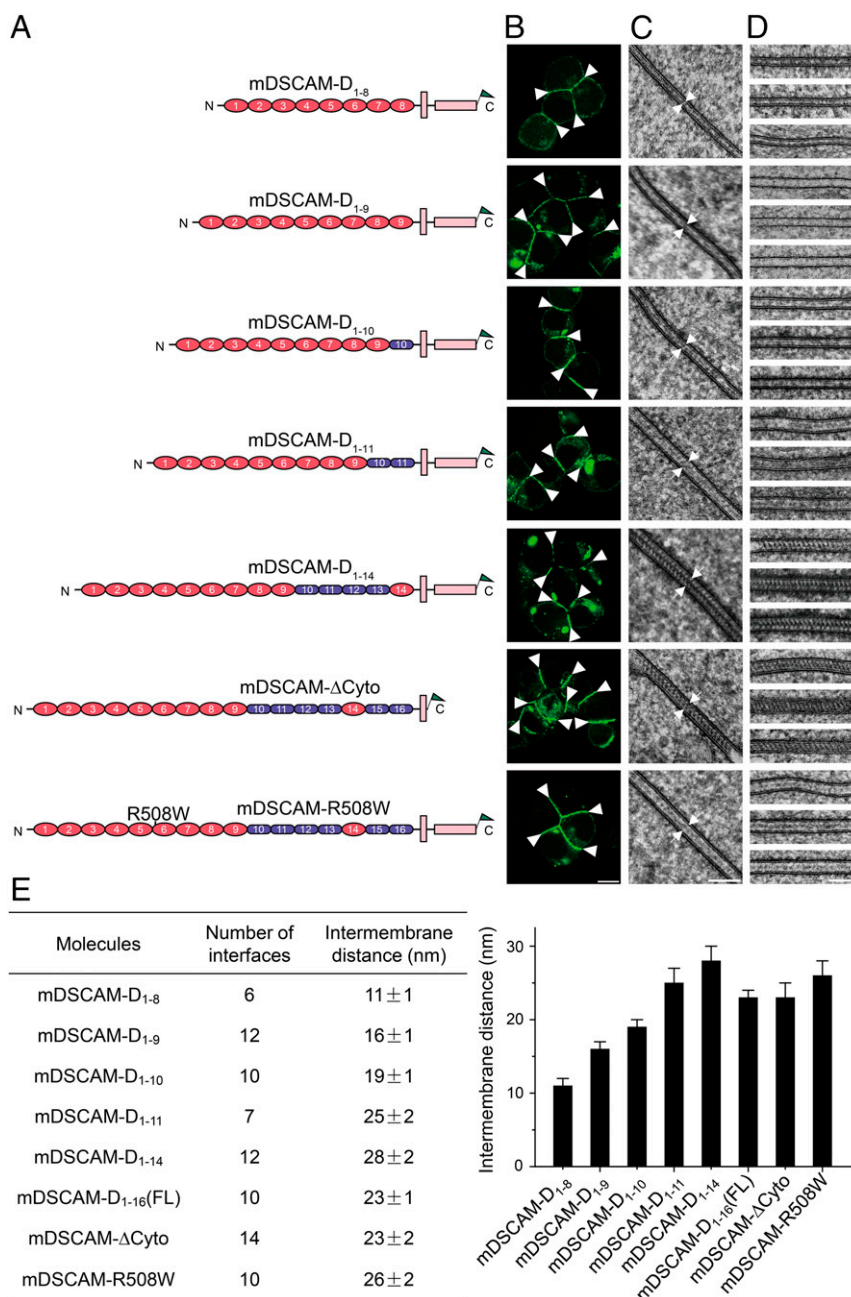 A
B
C
D
mDSCAM-D1-8
N 1 2 3 4 5 6 7 8 C
mDSCAM-D1-9
N 1 2 3 4 5 6 7 8 9 C
mDSCAM-D1-10
N 1 2 3 4 5 6 7 8 9 10 C
mDSCAM-D1-11
N 1 2 3 4 5 6 7 8 9 10 11 C
mDSCAM-D1-14
N 1 2 3 4 5 6 7 8 9 10 11 12 13 14 C
mDSCAM-ΔCyto
N 1 2 3 4 5 6 7 8 9 10 11 12 13 14 15 16 C
R508W mDSCAM-R508W
N 1 2 3 4 5 6 7 8 9 10 11 12 13 14 15 16 C
E
Molecules Number of interfaces Intermembrane distance (nm)
mDSCAM-D1-8 6 11±1
mDSCAM-D1-9 12 16±1
mDSCAM-D1-10 10 19±1
mDSCAM-D1-11 7 25±2
mDSCAM-D1-14 12 28±2
mDSCAM-D1-16(FL) 10 23±1
mDSCAM-ΔCyto 14 23±2
mDSCAM-R508W 10 26±2
Intermembrane distance (nm)
30
20
10
0
mDSCAM-D1-8
mDSCAM-D1-9
mDSCAM-D1-10
mDSCAM-D1-11
mDSCAM-D1-14
mDSCAM-D1-16(FL)
mDSCAM-ΔCyto
mDSCAM-R508W